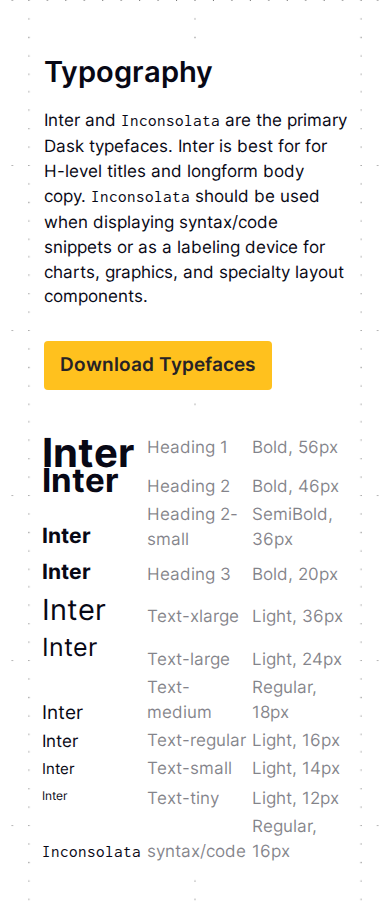 Typography
Inter and Inconsolata are the primary
Dask typefaces. Inter is best for for
H-level titles and longform body
copy. Inconsolata should be used
when displaying syntax/code
snippets or as a labeling device for
charts, graphics, and specialty layout
components.
Download Typefaces
Inter Heading 1 Bold, 56px
Inter Heading 2 Bold, 46px
Inter Heading 2-small SemiBold, 36px
Inter Heading 3 Bold, 20px
Inter Text-xlarge Light, 36px
Inter Text-large Light, 24px
Inter Text-medium Regular, 18px
Inter Text-regular Light, 16px
Inter Text-small Light, 14px
Inter Text-tiny Light, 12px
Inconsolata syntax/code Regular, 16px